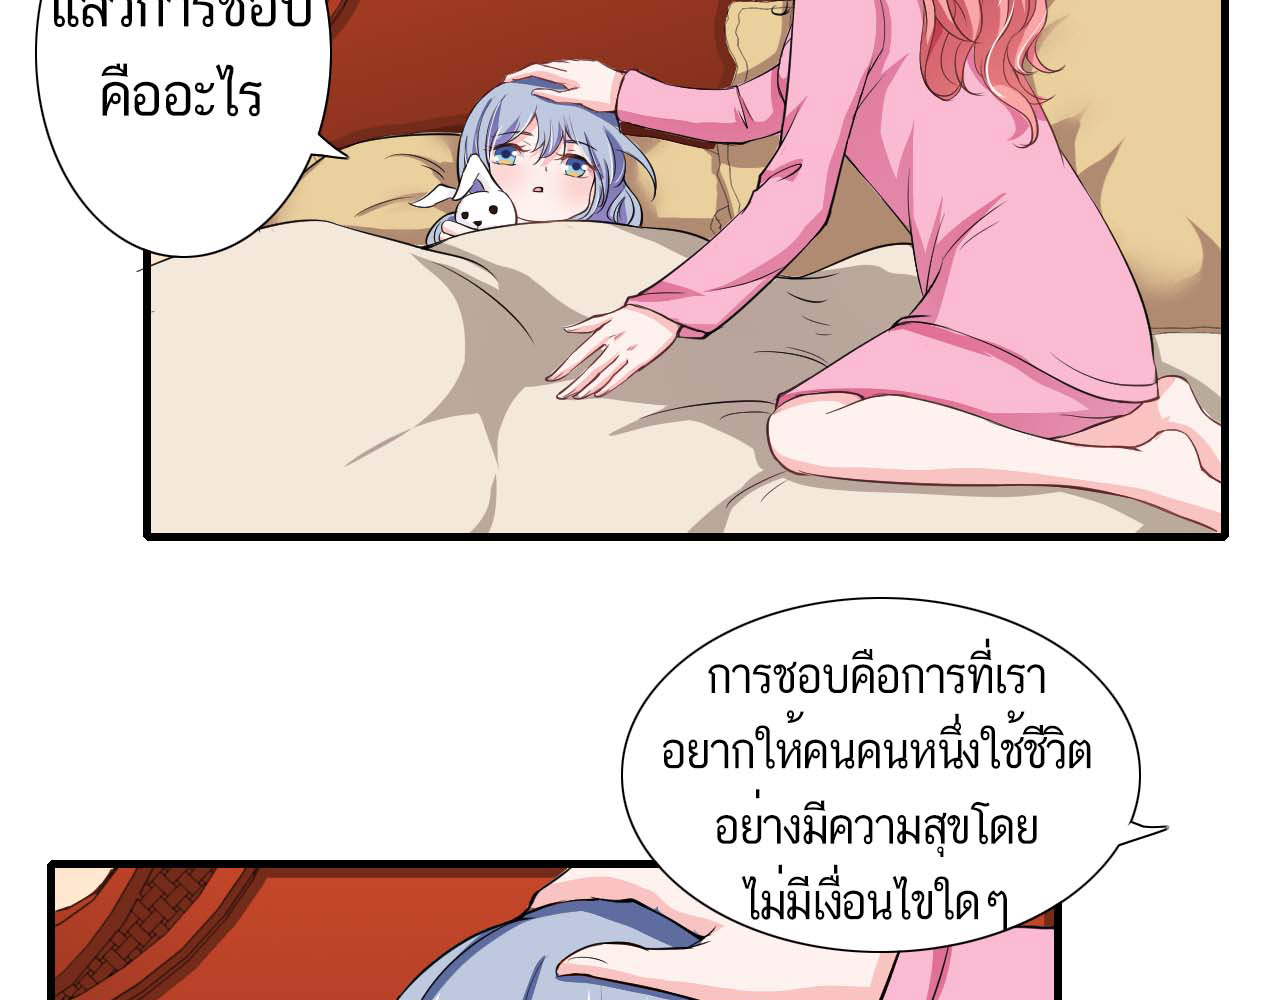 แล้วการชอบ
คืออะไร
การชอบคือการที่เรา
อยากให้คนคนหนึ่งใช้ชีวิต
อย่างมีความสุขโดย
ไม่มีเงื่อนไขใดๆ